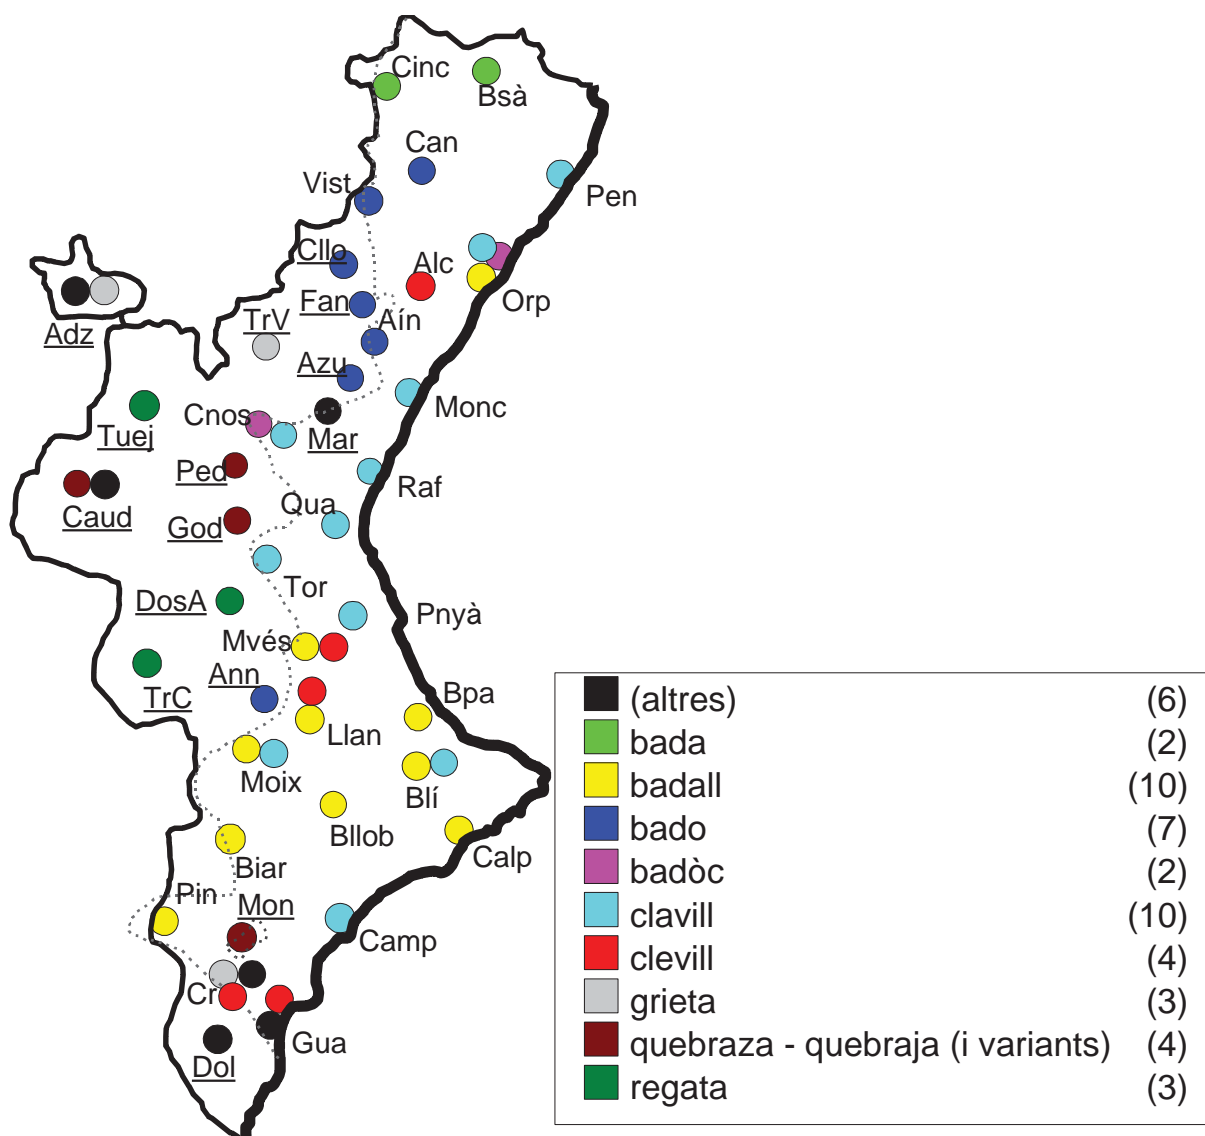 Cinc
Bsà
Can
Vist
Pen
Cllo
Alc
Fan
Orp
Adz
TrV
Aín
Azu
Monc
Cnos
Tuej
Mar
Ped
Raf
Caud
God
Qua
DosA
Tor
Pnyà
Mvés
TrC
Ann
Bpa
Llan
Moix
Blí
Bllob
Calp
Biar
Pin
Mon
Camp
Cr
Gua
Dol
(altres) (6)
bada (2)
badall (10)
bado (7)
badòc (2)
clavill (10)
clevill (4)
grieta (3)
quebraza - quebraja (i variants) (4)
regata (3)